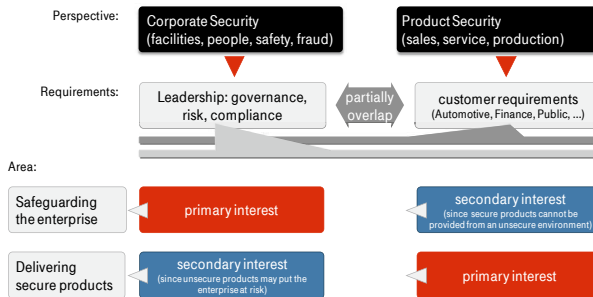 Perspective:
Corporate Security
(facilities, people, safety, fraud)
Product Security
(sales, service, production)
Requirements:
Leadership: governance,
risk, compliance
partially
overlap
customer requirements
(Automotive, Finance, Public, ...)
Area:
Safeguarding
the enterprise
primary interest
secondary interest
(since secure products cannot be
provided from an unsecure environment)
Delivering
secure products
secondary interest
(since unsecure products may put the
enterprise at risk)
primary interest